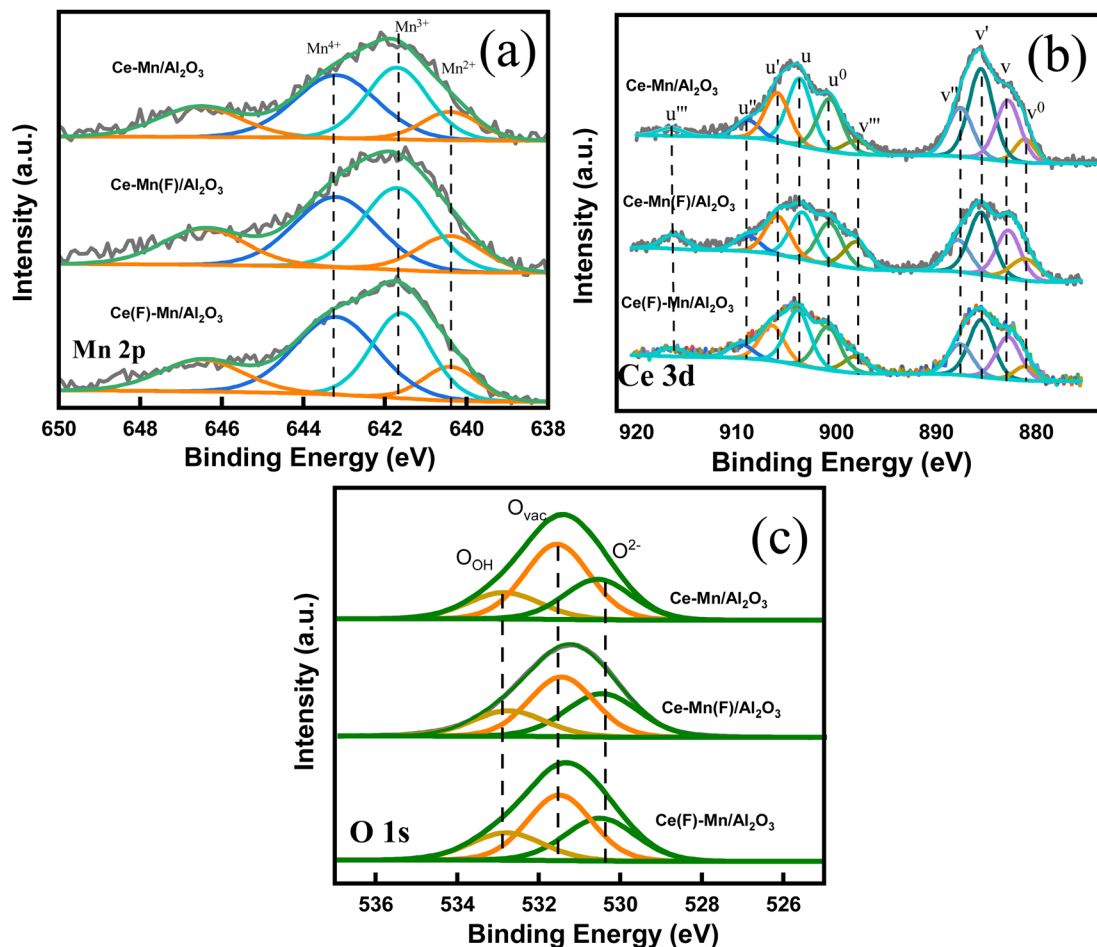 (a)
Mn⁴⁺
Mn³⁺
Mn²⁺
Ce-Mn/Al₂O₃
Ce-Mn(F)/Al₂O₃
Ce(F)-Mn/Al₂O₃
Mn 2p
Intensity (a.u.)
650 648 646 644 642 640 638
Binding Energy (eV)
(b)
Ce-Mn/Al₂O₃
u'''
u''
u'
u
u⁰
v'''
v''
v'
v
v⁰
Ce-Mn(F)/Al₂O₃
Ce(F)-Mn/Al₂O₃
Ce 3d
Intensity (a.u.)
920 910 900 890 880
Binding Energy (eV)
(c)
O_OH
O_vac
O²⁻
Ce-Mn/Al₂O₃
Ce-Mn(F)/Al₂O₃
Ce(F)-Mn/Al₂O₃
O 1s
Intensity (a.u.)
536 534 532 530 528 526
Binding Energy (eV)